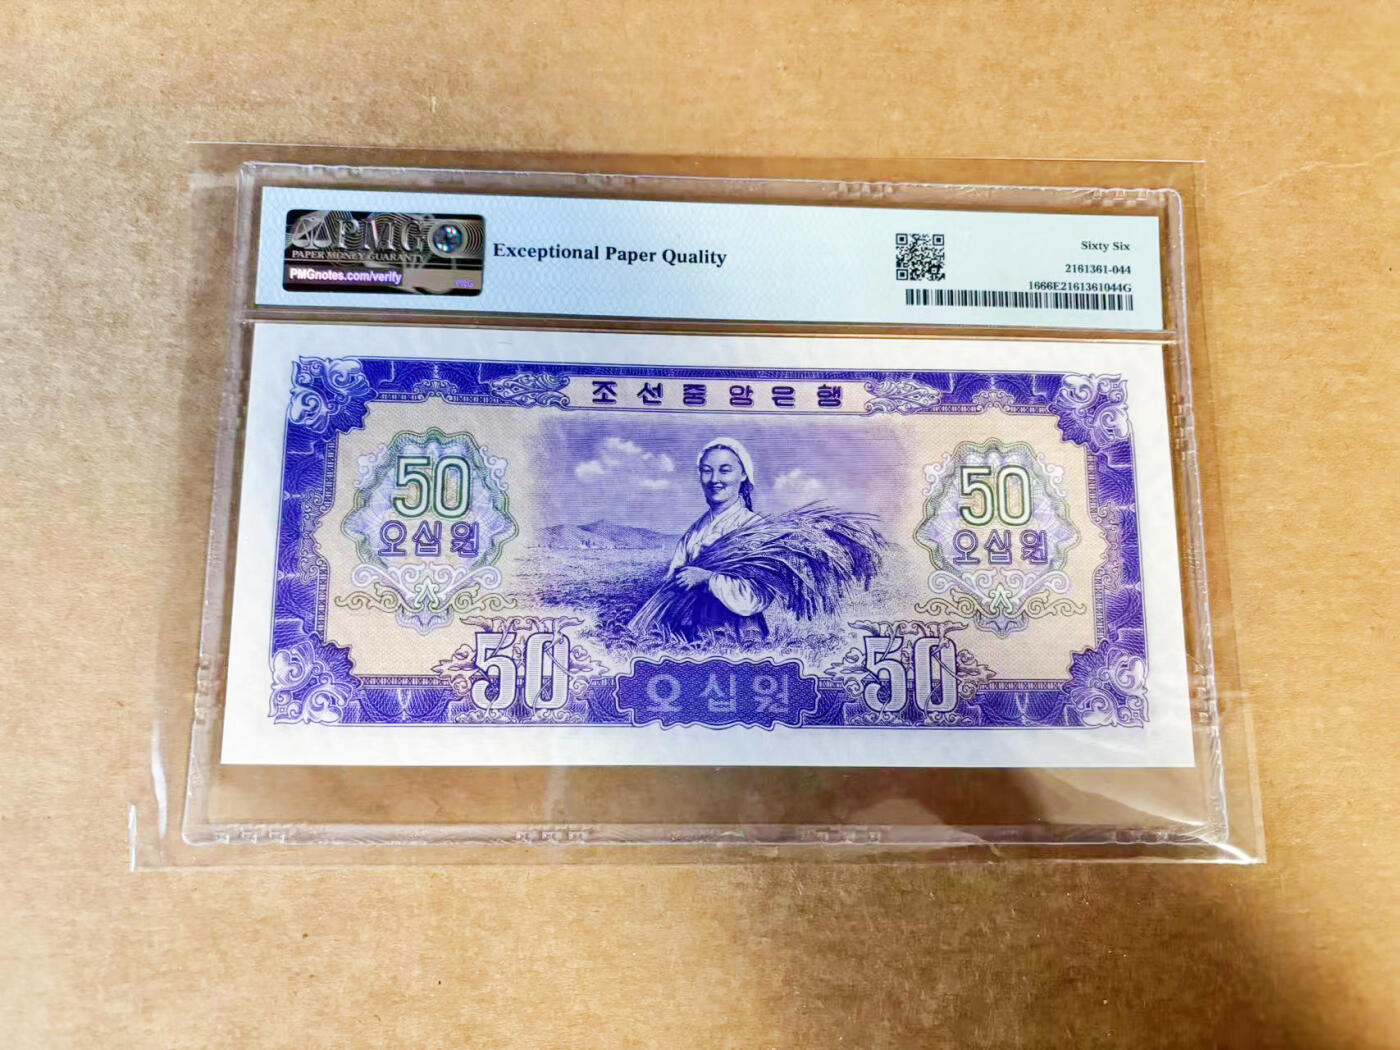 PMG
PAPER MONEY GUARANTY
PMGnotes.com/verify
Exceptional Paper Quality
Sixty Six
2161361-044
1666E2161361044G
조선중앙은행
50
오십원
50
오십원
50
오십원
50